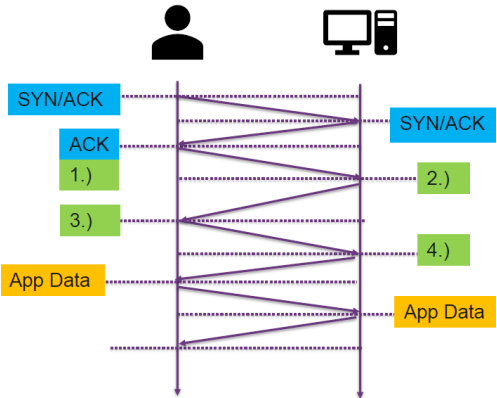 SYN/ACK
SYN/ACK
ACK
1.)
2.)
3.)
4.)
App Data
App Data